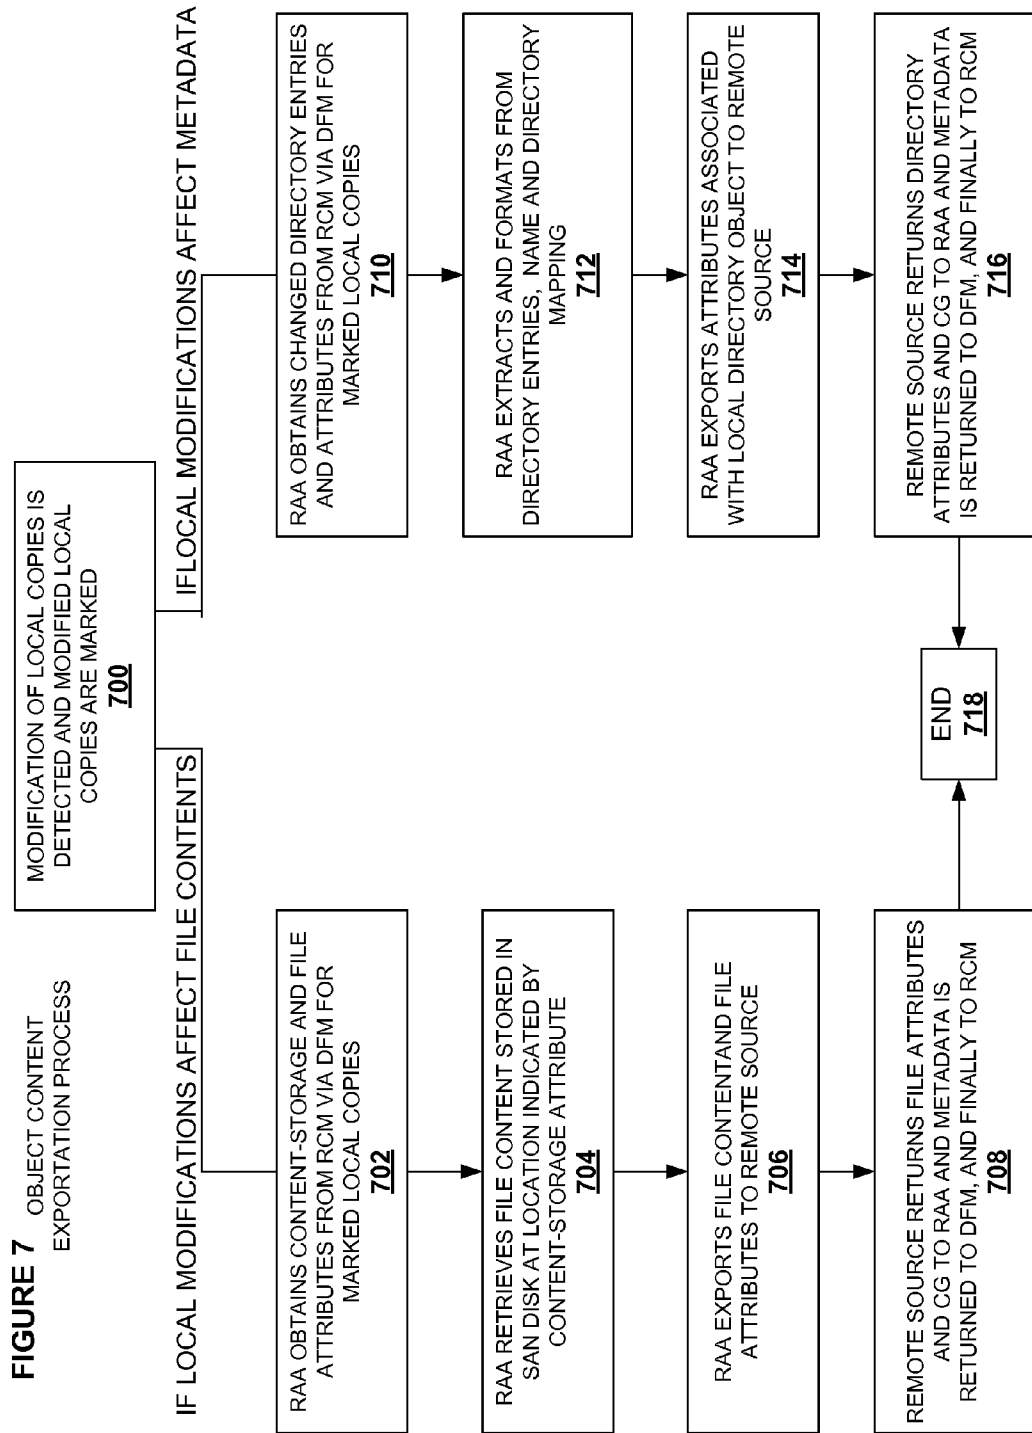 FIGURE 7
OBJECT CONTENT
EXPORTATION PROCESS
MODIFICATION OF LOCAL COPIES IS
DETECTED AND MODIFIED LOCAL
COPIES ARE MARKED
700
IF LOCAL MODIFICATIONS AFFECT FILE CONTENTS
IFLOCAL MODIFICATIONS AFFECT METADATA
RAA OBTAINS CONTENT-STORAGE AND FILE
ATTRIBUTES FROM RCM VIA DFM FOR
MARKED LOCAL COPIES
702
RAA RETRIEVES FILE CONTENT STORED IN
SAN DISK AT LOCATION INDICATED BY
CONTENT-STORAGE ATTRIBUTE
704
RAA EXPORTS FILE CONTENTAND FILE
ATTRIBUTES TO REMOTE SOURCE
706
REMOTE SOURCE RETURNS FILE ATTRIBUTES
AND CG TO RAA AND METADATA IS
RETURNED TO DFM, AND FINALLY TO RCM
708
RAA OBTAINS CHANGED DIRECTORY ENTRIES
AND ATTRIBUTES FROM RCM VIA DFM FOR
MARKED LOCAL COPIES
710
RAA EXTRACTS AND FORMATS FROM
DIRECTORY ENTRIES, NAME AND DIRECTORY
MAPPING
712
RAA EXPORTS ATTRIBUTES ASSOCIATED
WITH LOCAL DIRECTORY OBJECT TO REMOTE
SOURCE
714
REMOTE SOURCE RETURNS DIRECTORY
ATTRIBUTES AND CG TO RAA AND METADATA
IS RETURNED TO DFM, AND FINALLY TO RCM
716
END
718